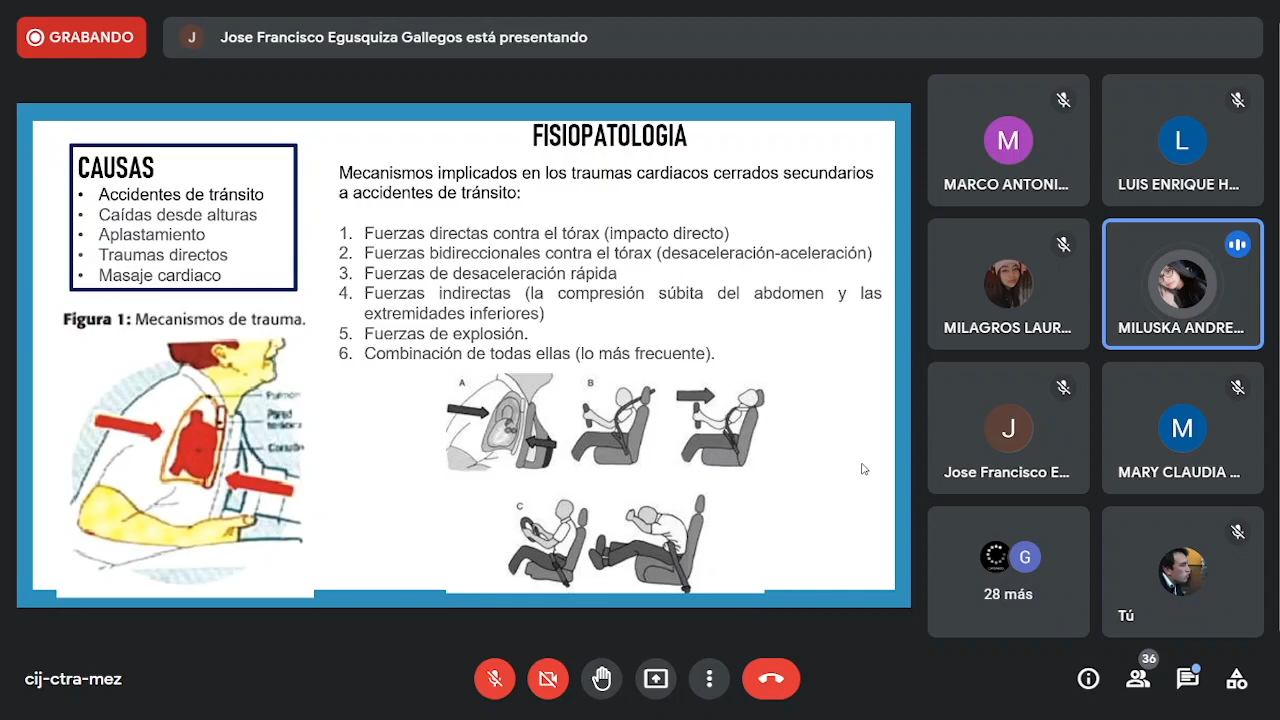 GRABANDO
J
Jose Francisco Egusquiza Gallegos está presentando
CAUSAS
• Accidentes de tránsito
• Caídas desde alturas
• Aplastamiento
• Traumas directos
• Masaje cardiaco
Figura 1: Mecanismos de trauma.
FISIOPATOLOGIA
Mecanismos implicados en los traumas cardiacos cerrados secundarios
a accidentes de tránsito:
1. Fuerzas directas contra el tórax (impacto directo)
2. Fuerzas bidireccionales contra el tórax (desaceleración-aceleración)
3. Fuerzas de desaceleración rápida
4. Fuerzas indirectas (la compresión súbita del abdomen y las
extremidades inferiores)
5. Fuerzas de explosión.
6. Combinación de todas ellas (lo más frecuente).
A
B
C
M
MARCO ANTONI...
L
LUIS ENRIQUE H...
MILAGROS LAUR...
MILUSKA ANDRE...
J
Jose Francisco E...
M
MARY CLAUDIA ...
G
28 más
Tú
cij-ctra-mez
36